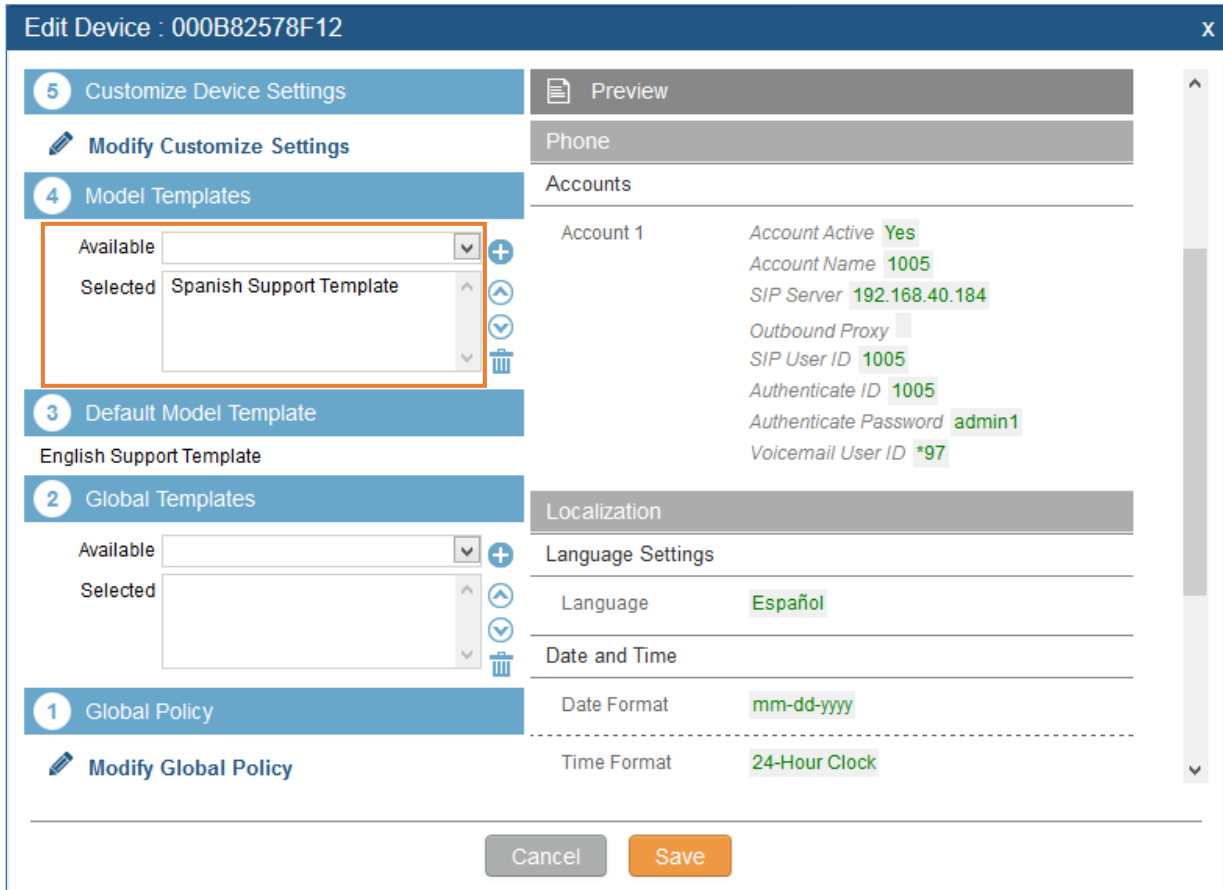 Edit Device : 000B82578F12
x
5 Customize Device Settings
Modify Customize Settings
4 Model Templates
Available
Selected Spanish Support Template
3 Default Model Template
English Support Template
2 Global Templates
Available
Selected
1 Global Policy
Modify Global Policy
Preview
Phone
Accounts
Account 1 Account Active Yes
Account Name 1005
SIP Server 192.168.40.184
Outbound Proxy
SIP User ID 1005
Authenticate ID 1005
Authenticate Password admin1
Voicemail User ID *97
Localization
Language Settings
Language Español
Date and Time
Date Format mm-dd-yyyy
Time Format 24-Hour Clock
Cancel Save